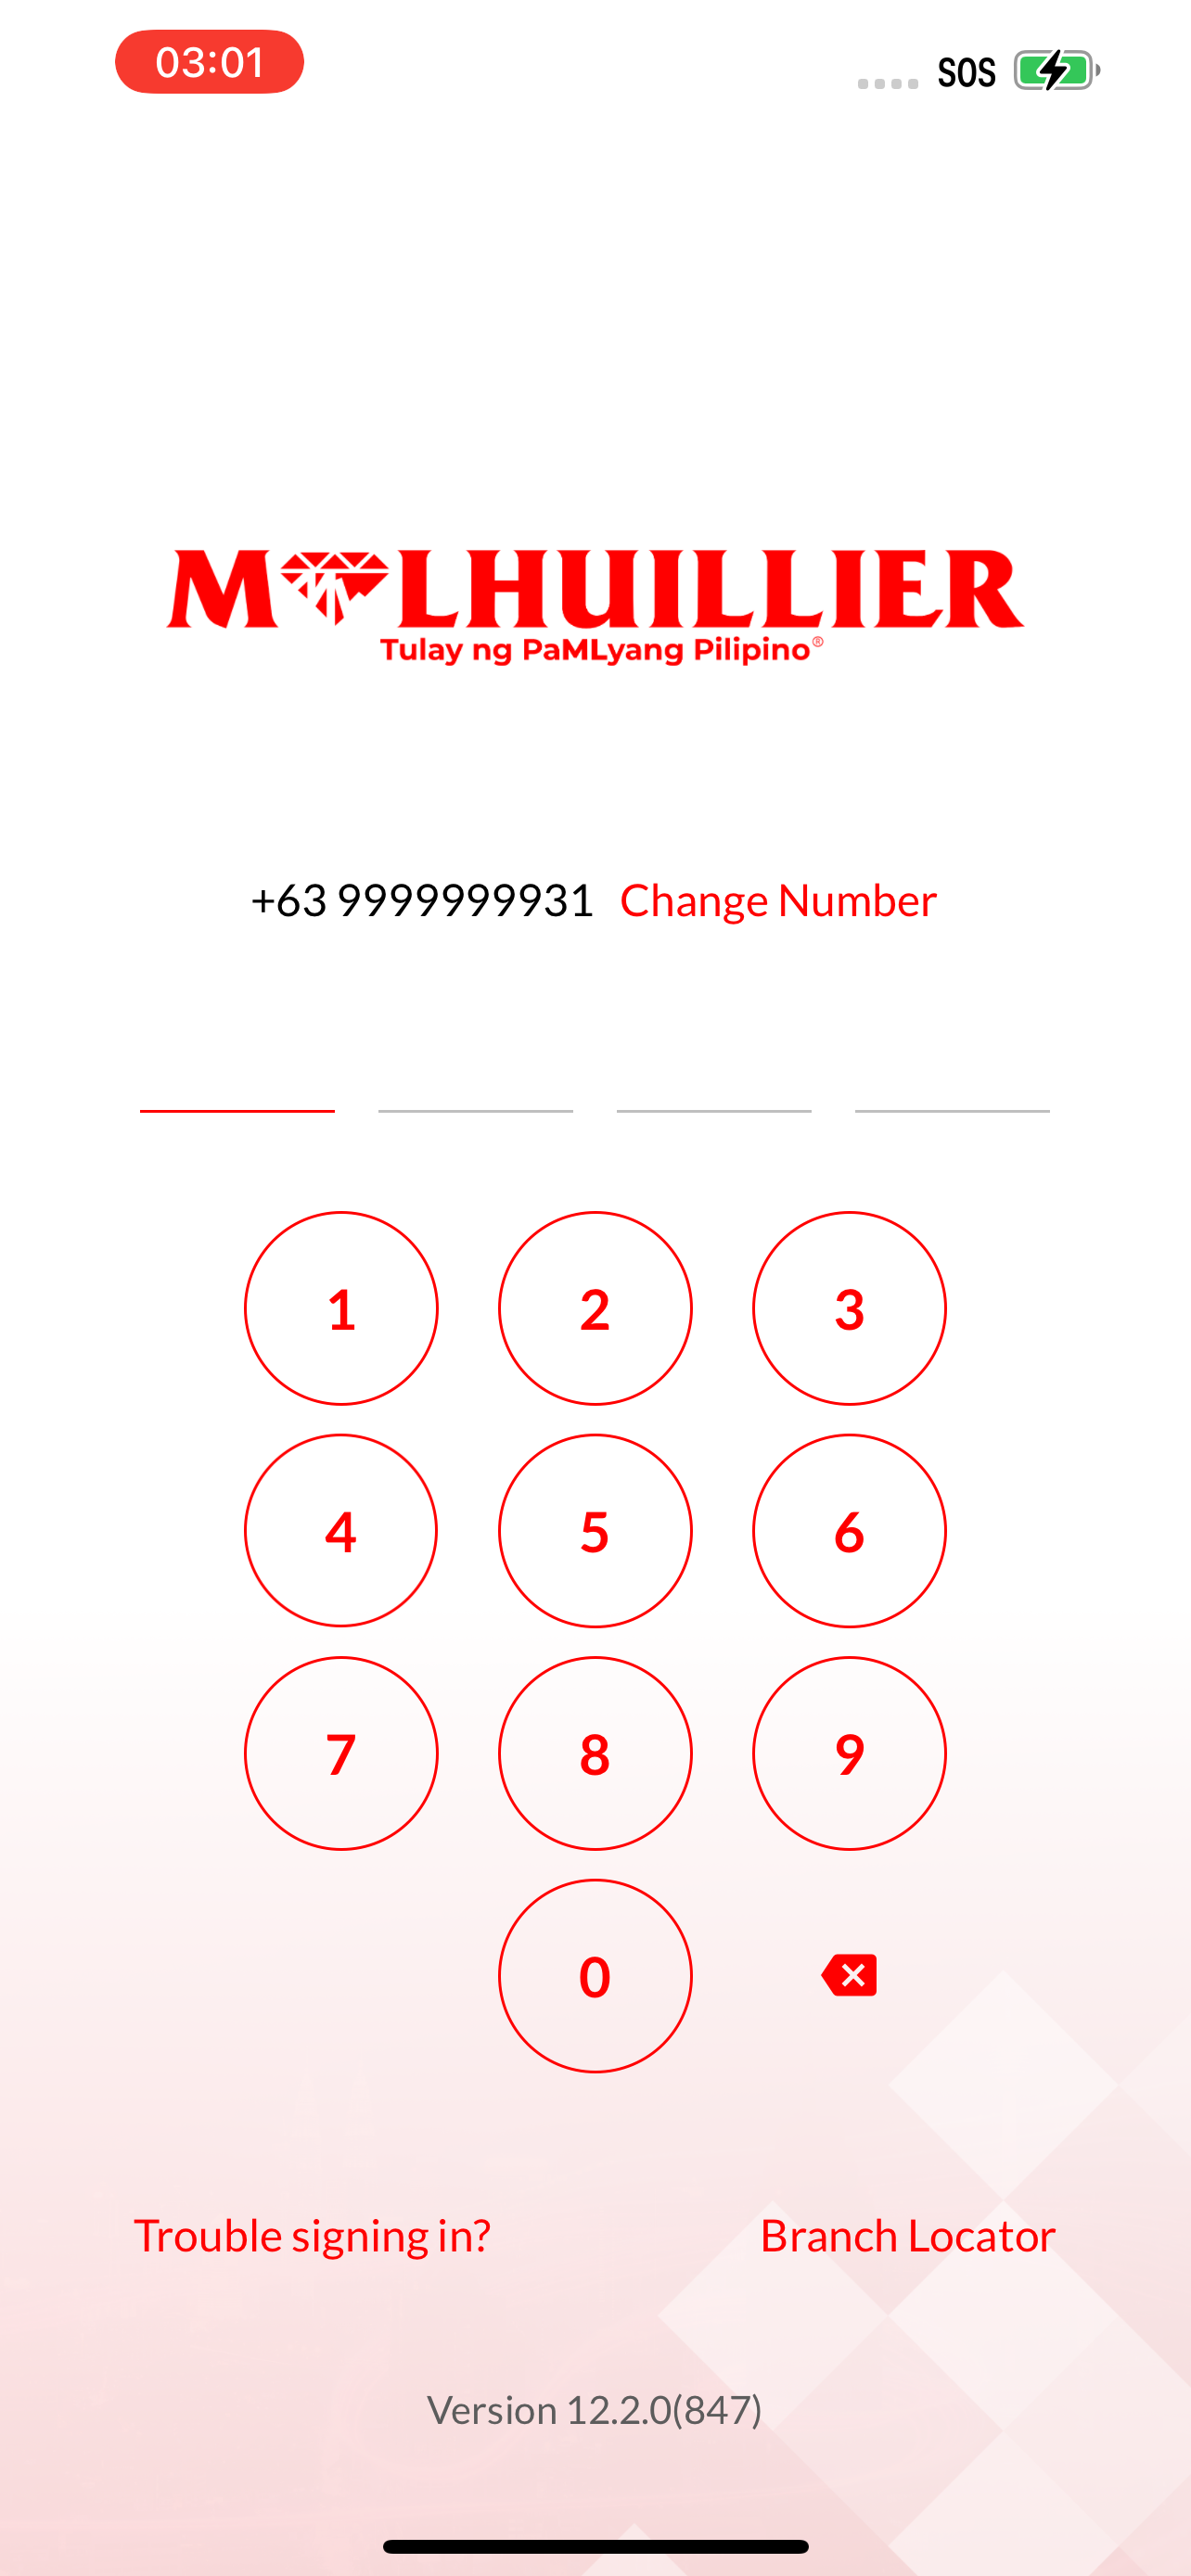 03:01 SOS
M LHUILLIER
Tulay ng PaMLyang Pilipino®
+63 9999999931 Change Number
1 2 3
4 5 6
7 8 9
0
Trouble signing in? Branch Locator
Version 12.2.0(847)